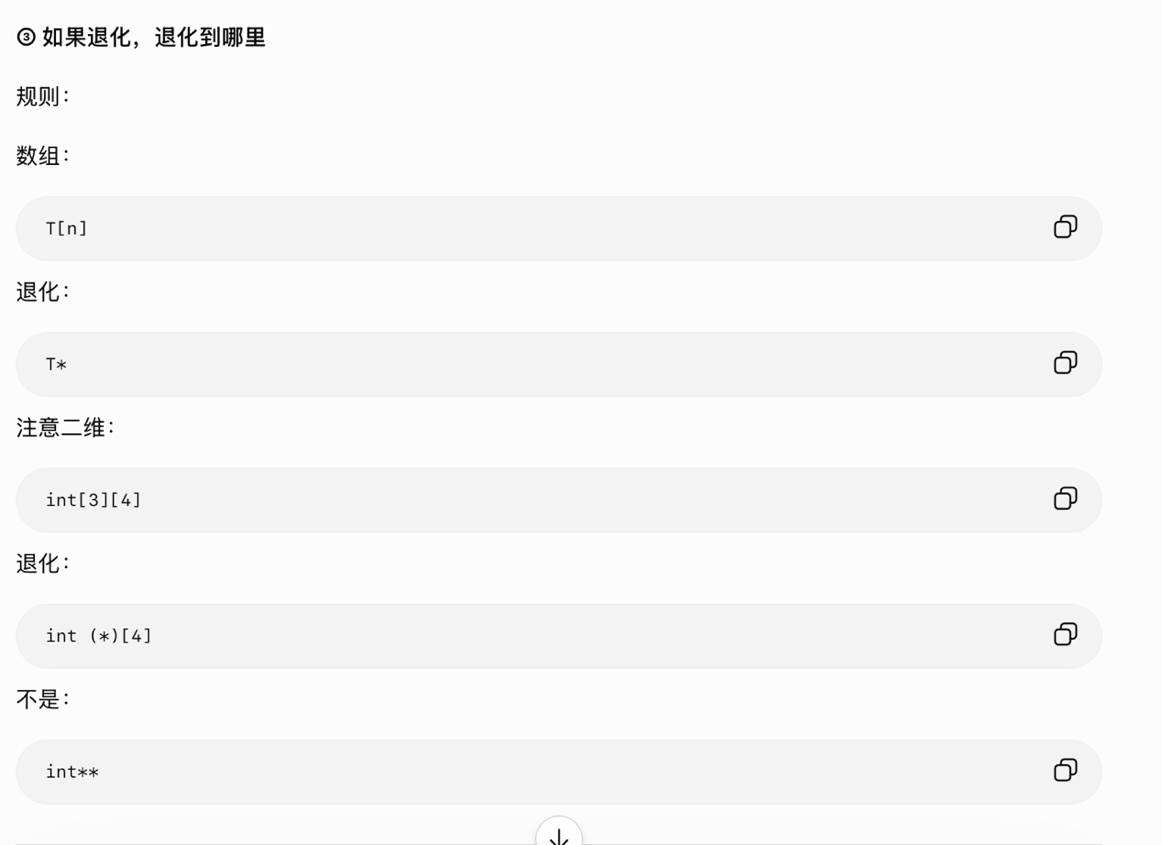 ③ 如果退化，退化到哪里
规则：
数组：
T[n]
退化：
T*
注意二维：
int[3][4]
退化：
int (*)[4]
不是：
int**